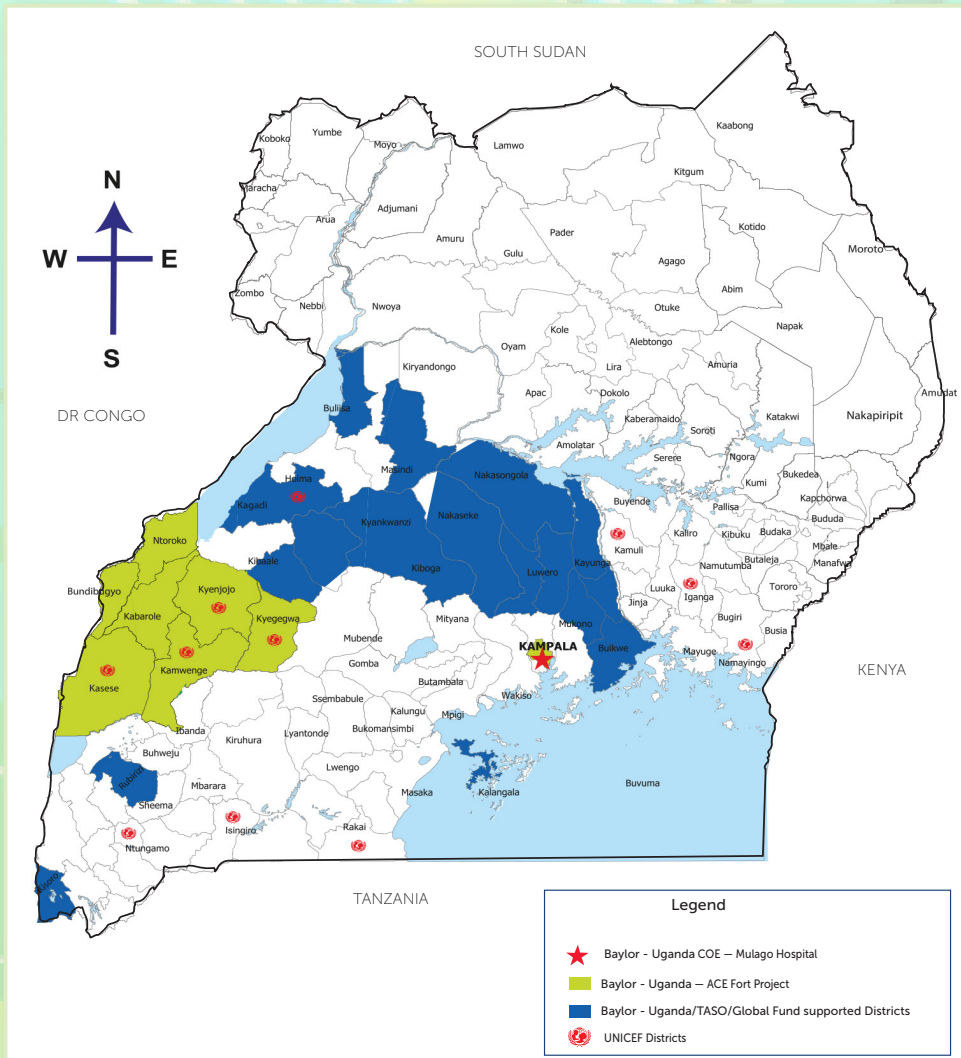 SOUTH SUDAN
Kaabong
Koboko
Yumbe
Moyo
Lamwo
Kitgum
Maracha
N
Arua
Adjumani
Amuru
Gulu
Pader
Kotido
Moroto
W
E
Agago
Abim
Zombo
Nebbi
Nwoya
Otuke
Napak
S
Kole
Oyam
Alebtongo
Kiryandongo
Lira
Amuria
Apac
Dokolo
Amudat
DR CONGO
Buliisa
Kaberamaido
Katakwi
Nakapiripit
Soroti
Amolatar
Masindi
Serere
Ngora
Hoima
Nakasongola
Kumi
Bukedea
Kagadi
Buyende
Pallisa
Kapchorwa
Kyankwanzi
Nakaseke
Bududa
Ntoroko
Kaliro
Kibuku
Budaka
Kamuli
Mbale
Kibaale
Kayunga
Butaleja
Manafwa
Kiboga
Luwero
Namutumba
Bundibugyo
Kyenjojo
Luuka
Iganga
Tororo
Kabarole
Kyegegwa
Jinja
Mityana
Mukono
Bugiri
Busia
Mubende
KAMPALA
Buikwe
Mayuge
Kamwenge
Gomba
Namayingo
KENYA
Kasese
Butambala
Wakiso
Ssembabule
Kalungu
Mpigi
Ibanda
Kiruhura
Lyantonde
Bukomansimbi
Buhweju
Lwengo
Rubirizi
Mbarara
Masaka
Kalangala
Buvuma
Sheema
Isingiro
Rakai
Ntungamo
Kisoro
TANZANIA
Legend
Baylor - Uganda COE — Mulago Hospital
Baylor - Uganda — ACE Fort Project
Baylor - Uganda/TASO/Global Fund supported Districts
UNICEF Districts